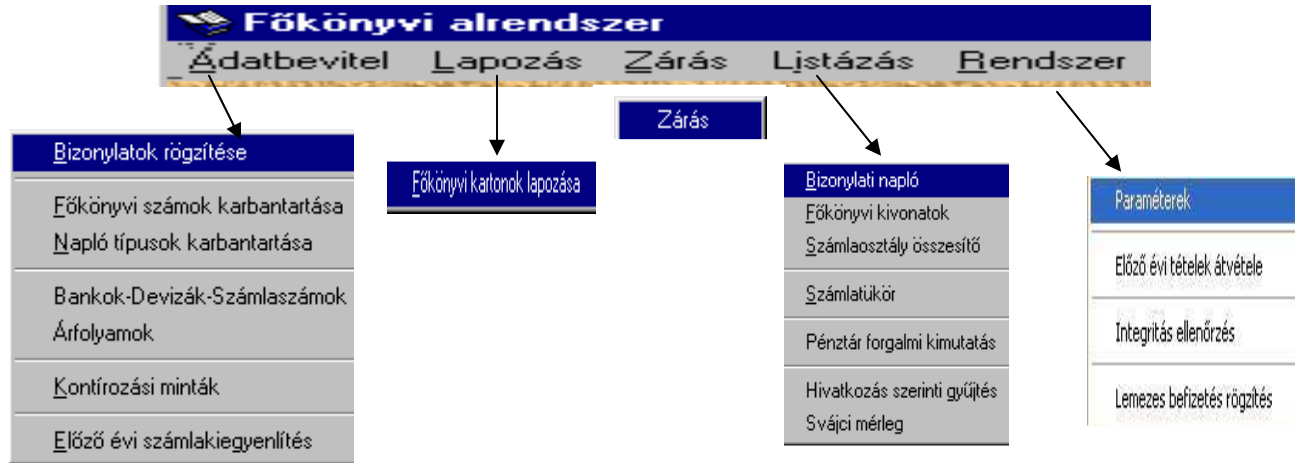 Főkönyvi alrendszer
Adatbevitel Lapozás Zárás Listázás Rendszer
Zárás
Bizonylatok rögzítése
Főkönyvi számok karbantartása
Napló típusok karbantartása
Bankok-Devizák-Számlaszámok
Árfolyamok
Kontírozási minták
Előző évi számlakiegyenlítés
Főkönyvi kartonok lapozása
Bizonylati napló
Főkönyvi kivonatok
Számlaosztály összesítő
Számlatükör
Pénztár forgalmi kimutatás
Hivatkozás szerinti gyűjtés
Svájci mérleg
Paraméterek
Előző évi tételek átvétele
Integritás ellenőrzés
Lemezes befizetés rögzítés